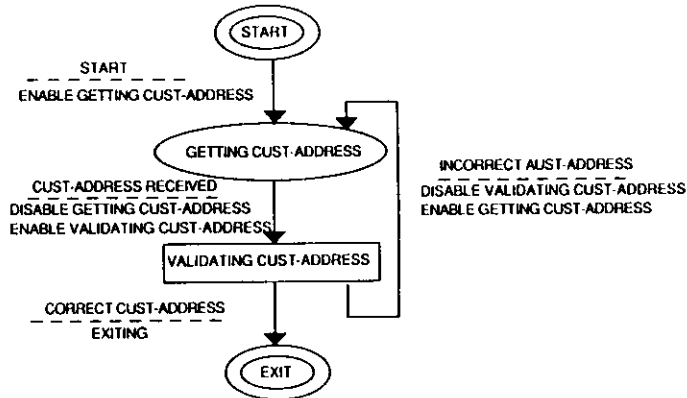 START
START
ENABLE GETTING CUST-ADDRESS
GETTING CUST-ADDRESS
CUST-ADDRESS RECEIVED
DISABLE GETTING CUST-ADDRESS
ENABLE VALIDATING CUST-ADDRESS
INCORRECT AUST-ADDRESS
DISABLE VALIDATING CUST-ADDRESS
ENABLE GETTING CUST-ADDRESS
VALIDATING CUST-ADDRESS
CORRECT CUST-ADDRESS
EXITING
EXIT